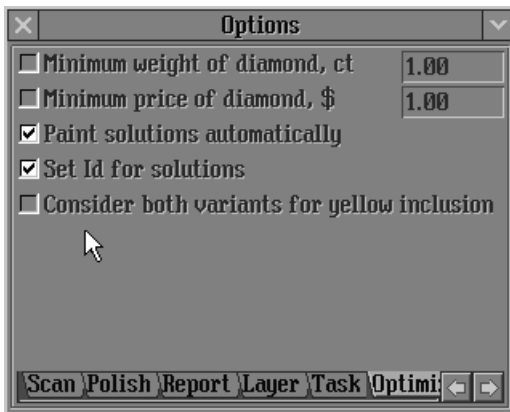 Options
Minimum weight of diamond, ct 1.00
Minimum price of diamond, $ 1.00
Paint solutions automatically
Set Id for solutions
Consider both variants for yellow inclusion
Scan Polish Report Layer Task Optimi